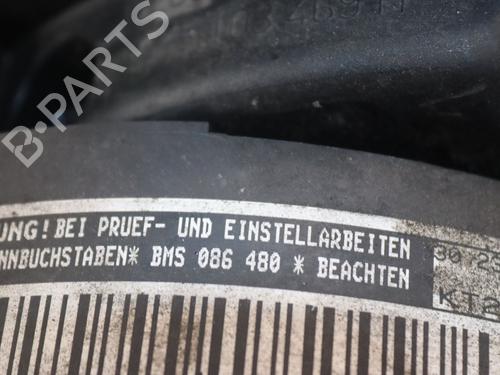 B-PARTS
UNG! BEI PRUEF- UND EINSTELLARBEITEN
NNBUCHSTABEN* BMS 086 480 * BEACHTEN